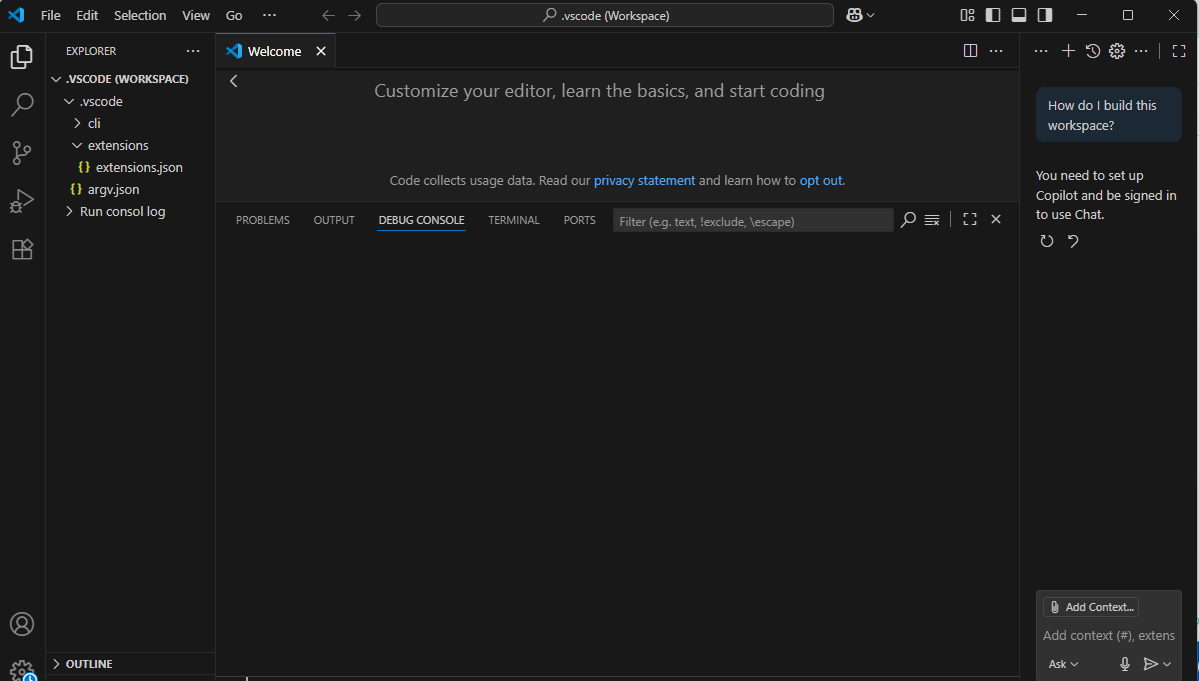 File Edit Selection View Go ··· .vscode (Workspace)
EXPLORER
.VSCODE (WORKSPACE)
.vscode
cli
extensions
{} extensions.json
{} argv.json
Run consol log
OUTLINE
Welcome
Customize your editor, learn the basics, and start coding
Code collects usage data. Read our privacy statement and learn how to opt out.
PROBLEMS OUTPUT DEBUG CONSOLE TERMINAL PORTS Filter (e.g. text, !exclude, \escape)
How do I build this
workspace?
You need to set up
Copilot and be signed in
to use Chat.
Add Context...
Add context (#), extens
Ask